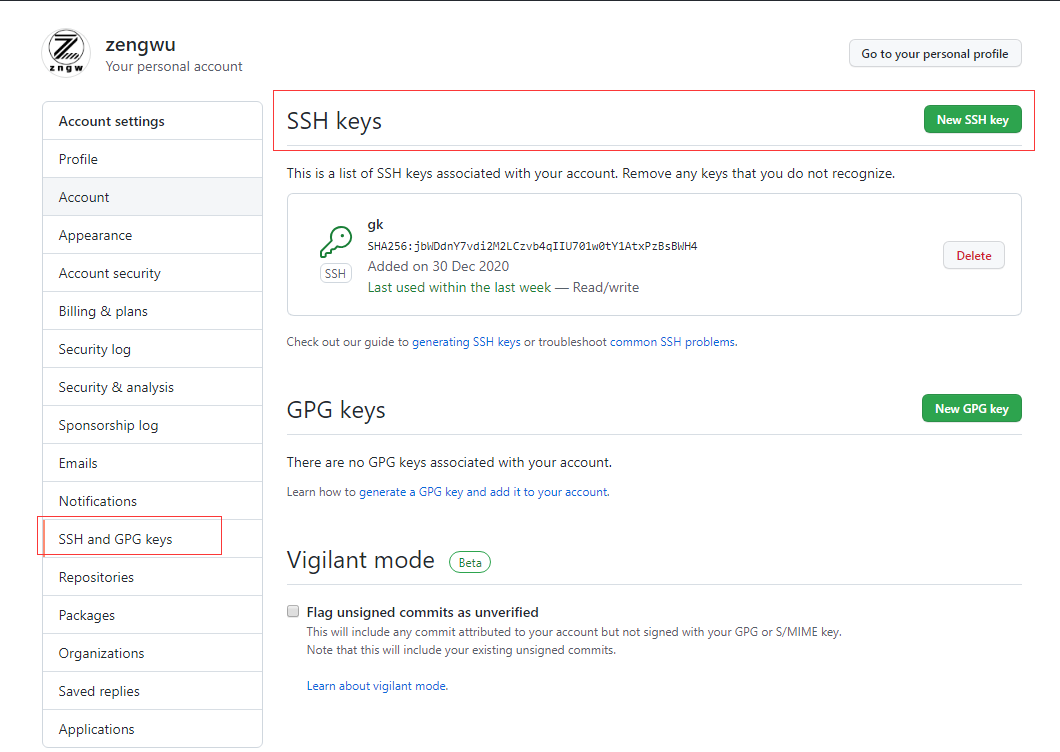 zengwu
Your personal account
zngw
Go to your personal profile
Account settings
Profile
Account
Appearance
Account security
Billing & plans
Security log
Security & analysis
Sponsorship log
Emails
Notifications
SSH and GPG keys
Repositories
Packages
Organizations
Saved replies
Applications
SSH keys
New SSH key
This is a list of SSH keys associated with your account. Remove any keys that you do not recognize.
gk
SHA256:jbWDdnY7vdi2M2LCzvb4qIIU701w0tY1AtxPzBsBWH4
Added on 30 Dec 2020
Last used within the last week — Read/write
SSH
Delete
Check out our guide to generating SSH keys or troubleshoot common SSH problems.
GPG keys
New GPG key
There are no GPG keys associated with your account.
Learn how to generate a GPG key and add it to your account.
Vigilant mode Beta
Flag unsigned commits as unverified
This will include any commit attributed to your account but not signed with your GPG or S/MIME key.
Note that this will include your existing unsigned commits.
Learn about vigilant mode.